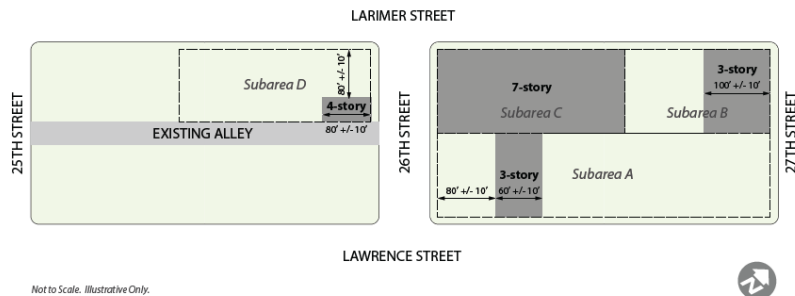 LARIMER STREET
25TH STREET
Subarea D
80' +/- 10'
4-story
80' +/- 10'
EXISTING ALLEY
26TH STREET
7-story
Subarea C
3-story
100' +/- 10'
Subarea B
3-story
80' +/- 10'
60' +/- 10'
Subarea A
27TH STREET
LAWRENCE STREET
Not to Scale. Illustrative Only.
N